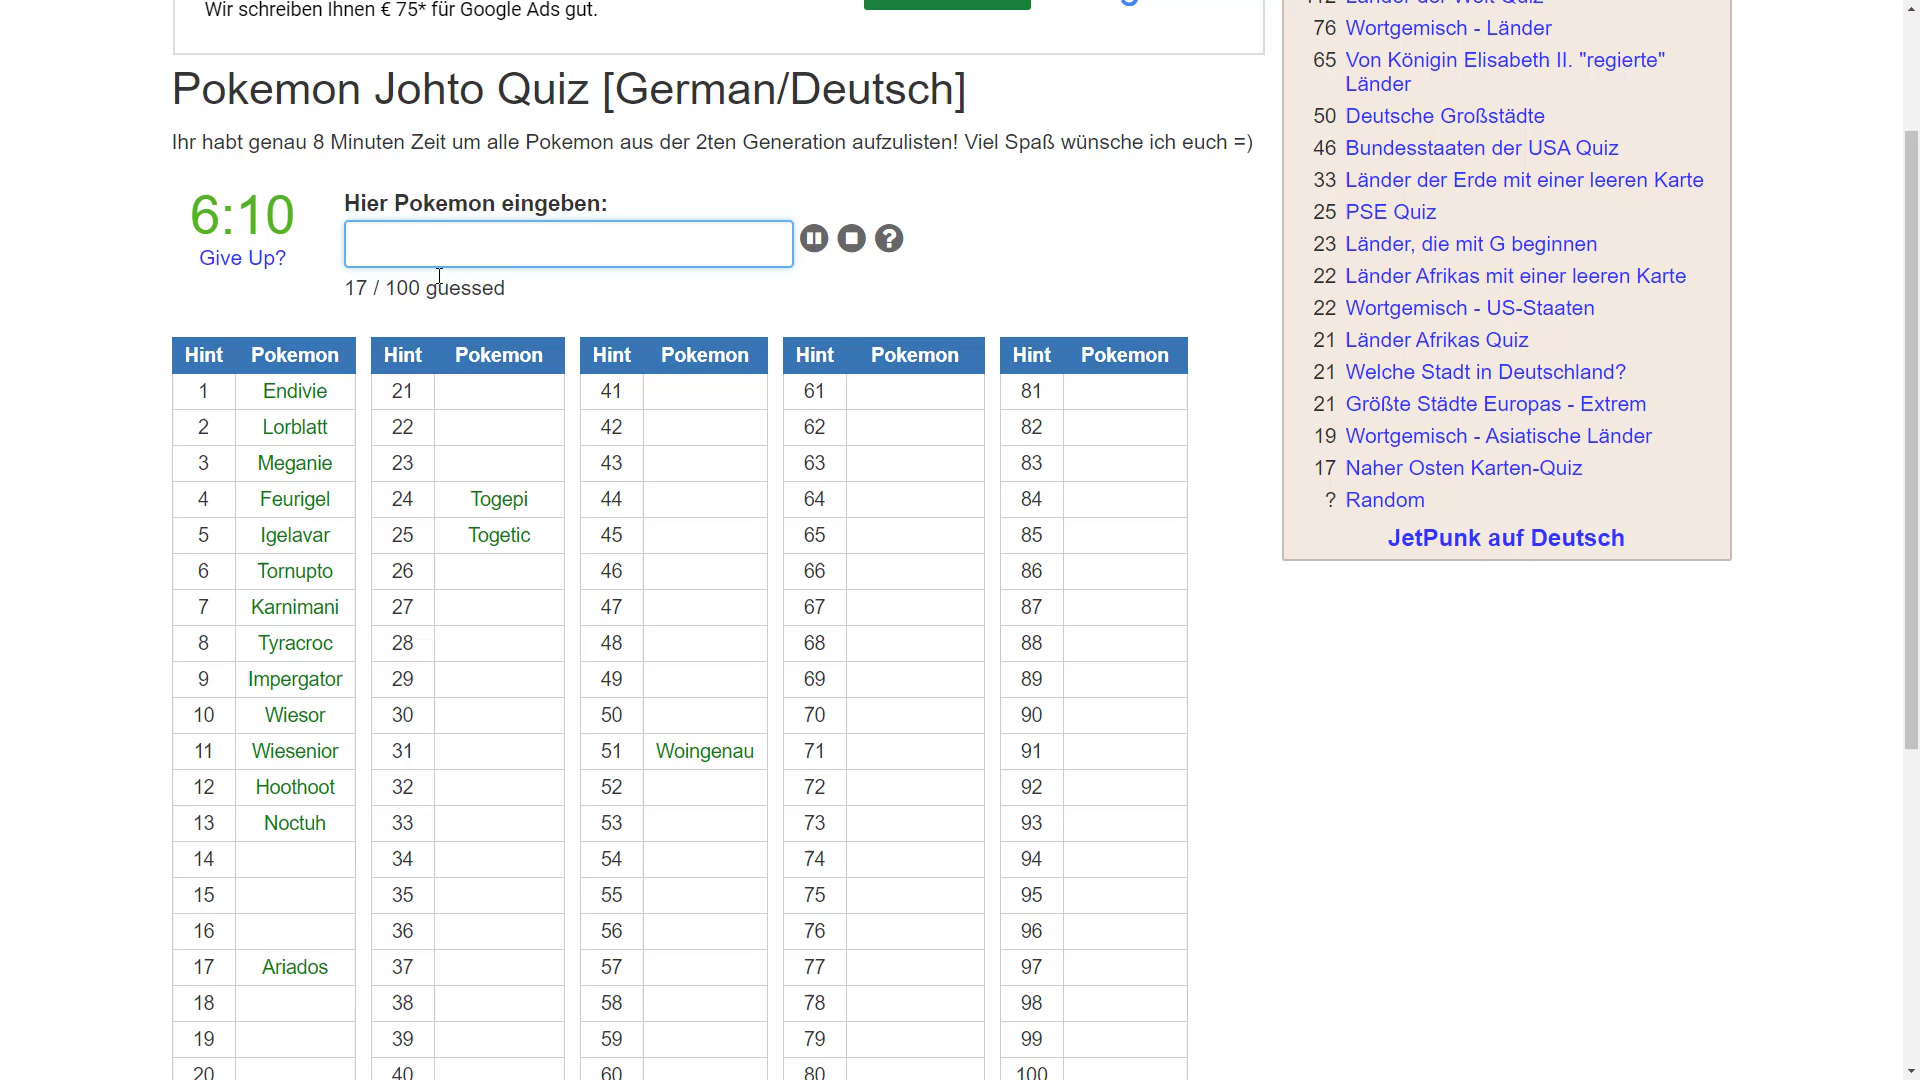 Wir schreiben Ihnen € 75* für Google Ads gut.
Pokemon Johto Quiz [German/Deutsch]
Ihr habt genau 8 Minuten Zeit um alle Pokemon aus der 2ten Generation aufzulisten! Viel Spaß wünsche ich euch =)
6:10
Give Up?
Hier Pokemon eingeben:
17 / 100 guessed
Hint Pokemon Hint Pokemon Hint Pokemon Hint Pokemon Hint Pokemon
1 Endivie 21 41 61 81
2 Lorblatt 22 42 62 82
3 Meganie 23 43 63 83
4 Feurigel 24 Togepi 44 64 84
5 Igelavar 25 Togetic 45 65 85
6 Tornupto 26 46 66 86
7 Karnimani 27 47 67 87
8 Tyracroc 28 48 68 88
9 Impergator 29 49 69 89
10 Wiesor 30 50 70 90
11 Wiesenior 31 51 Woingenau 71 91
12 Hoothoot 32 52 72 92
13 Noctuh 33 53 73 93
14 34 54 74 94
15 35 55 75 95
16 36 56 76 96
17 Ariados 37 57 77 97
18 38 58 78 98
19 39 59 79 99
20 40 60 80 100
112 Länder der Welt Quiz
76 Wortgemisch - Länder
65 Von Königin Elisabeth II. "regierte"
Länder
50 Deutsche Großstädte
46 Bundesstaaten der USA Quiz
33 Länder der Erde mit einer leeren Karte
25 PSE Quiz
23 Länder, die mit G beginnen
22 Länder Afrikas mit einer leeren Karte
22 Wortgemisch - US-Staaten
21 Länder Afrikas Quiz
21 Welche Stadt in Deutschland?
21 Größte Städte Europas - Extrem
19 Wortgemisch - Asiatische Länder
17 Naher Osten Karten-Quiz
? Random
JetPunk auf Deutsch